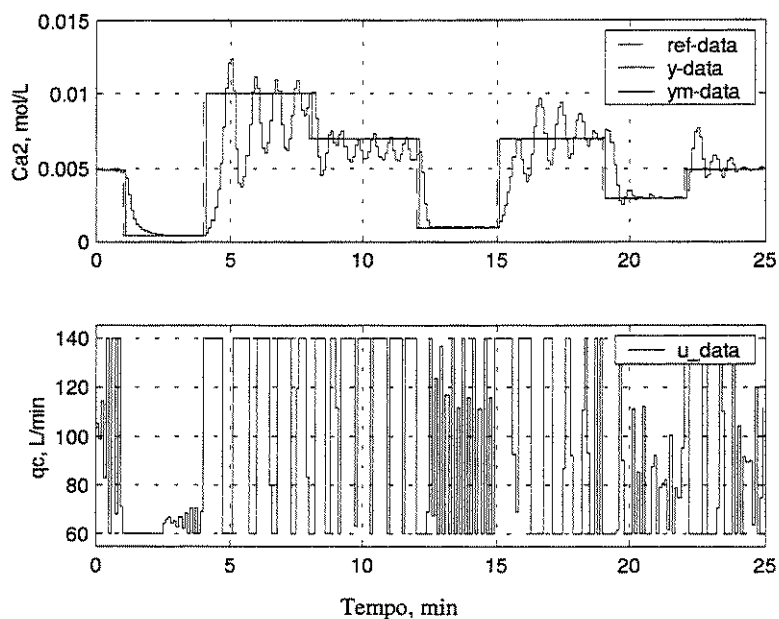 0.015
ref-data
y-data
ym-data
0.01
0.005
0
Ca2, mol/L
0 5 10 15 20 25
140
u_data
120
100
80
60
qc, L/min
0 5 10 15 20 25
Tempo, min